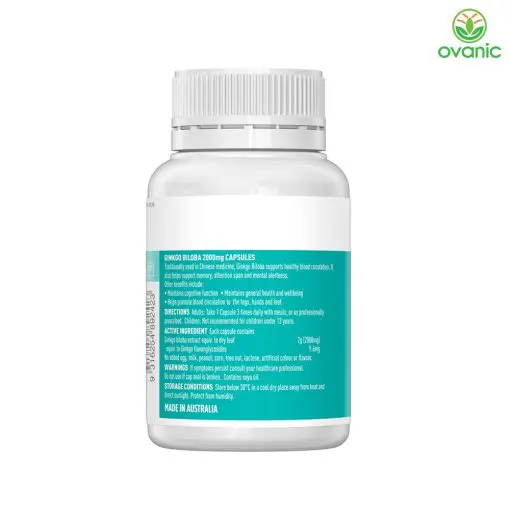 ovanic
GINKGO BILOBA 2000mg CAPSULES
Traditionally used in Chinese medicine, Ginkgo Biloba supports healthy blood circulation. It
also helps support memory, attention span and mental alertness.
Other benefits include:
• Maintains cognitive function • Maintains general health and wellbeing
• Helps promote blood circulation to the legs, hands and feet
DIRECTIONS Adults: Take 1 Capsule 3 times daily with meals, or as professionally
prescribed. Children: Not recommended for children under 12 years.
ACTIVE INGREDIENT Each capsule contains
Ginkgo biloba extract equiv. to dry leaf 2g (2000mg)
equiv. to Ginkgo flavonglycosides 9.6mg
No added egg, milk, peanut, corn, tree nut, lactose, artificial colour or flavour.
WARNINGS If symptoms persist consult your healthcare professional.
Do not use if cap seal is broken. Contains soya oil.
STORAGE CONDITIONS Store below 30°C in a cool dry place away from heat and
direct sunlight. Protect from humidity.
MADE IN AUSTRALIA